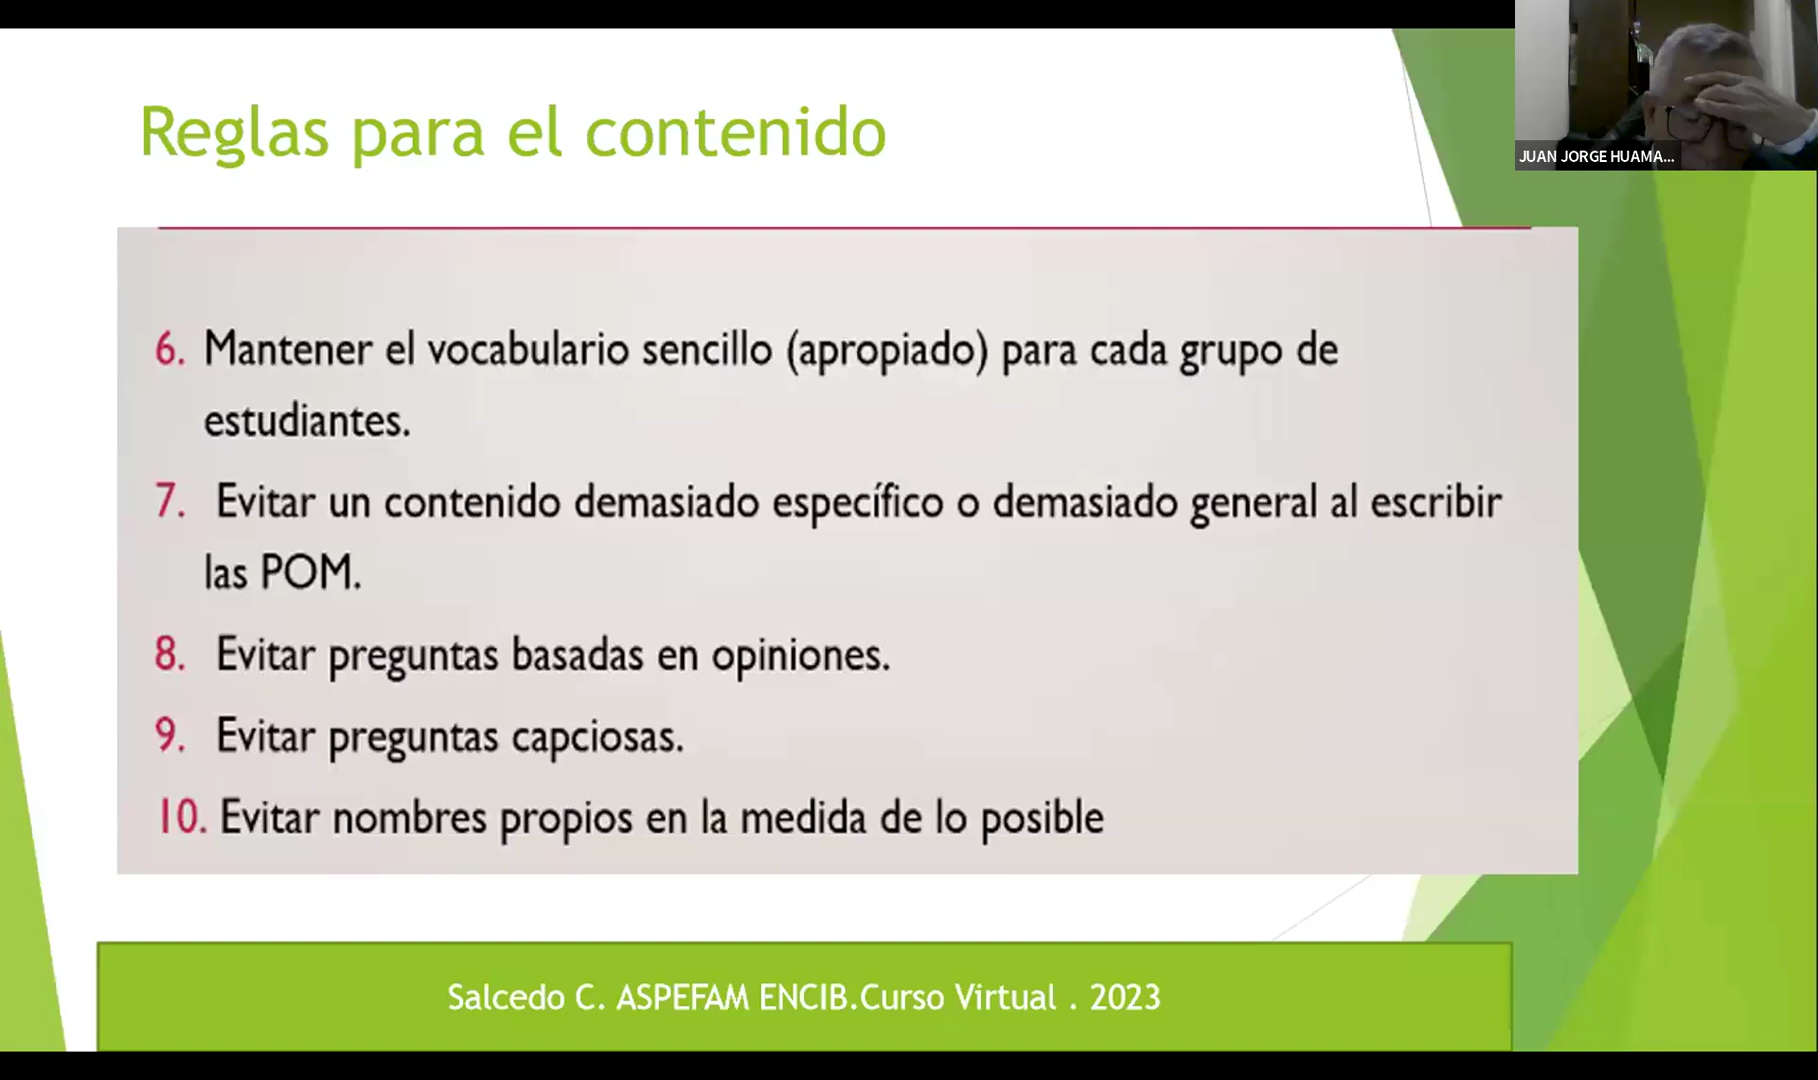 Reglas para el contenido
JUAN JORGE HUAMA...
6. Mantener el vocabulario sencillo (apropiado) para cada grupo de
estudiantes.
7. Evitar un contenido demasiado específico o demasiado general al escribir
las POM.
8. Evitar preguntas basadas en opiniones.
9. Evitar preguntas capciosas.
10. Evitar nombres propios en la medida de lo posible
Salcedo C. ASPEFAM ENCIB.Curso Virtual . 2023